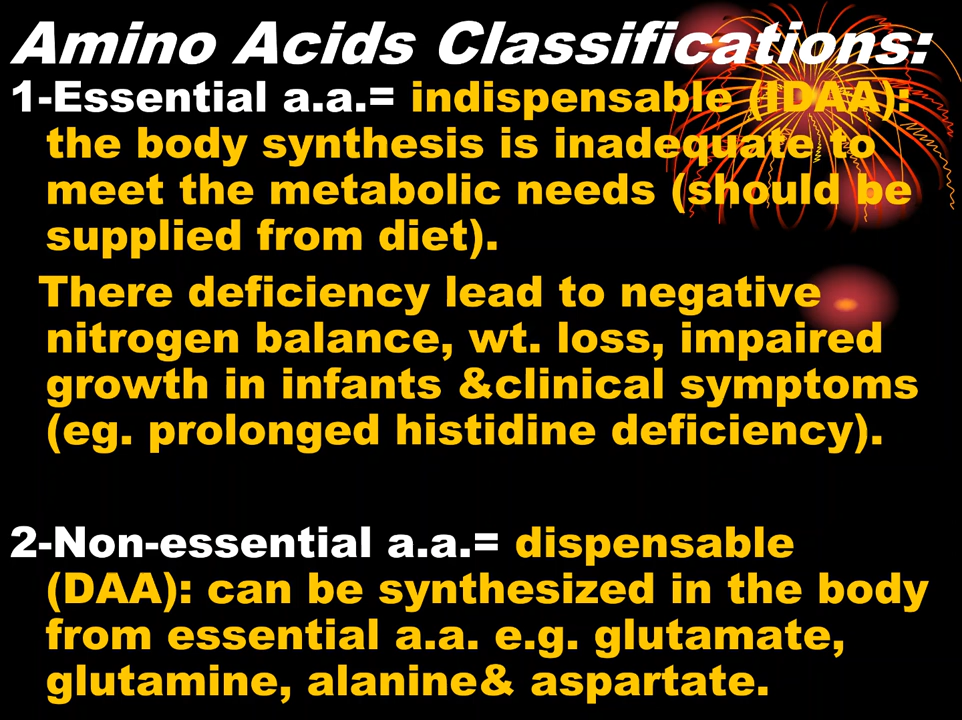 Amino Acids Classifications:
1-Essential a.a.= indispensable (IDAA):
the body synthesis is inadequate to
meet the metabolic needs (should be
supplied from diet).
There deficiency lead to negative
nitrogen balance, wt. loss, impaired
growth in infants &clinical symptoms
(eg. prolonged histidine deficiency).
2-Non-essential a.a.= dispensable
(DAA): can be synthesized in the body
from essential a.a. e.g. glutamate,
glutamine, alanine& aspartate.